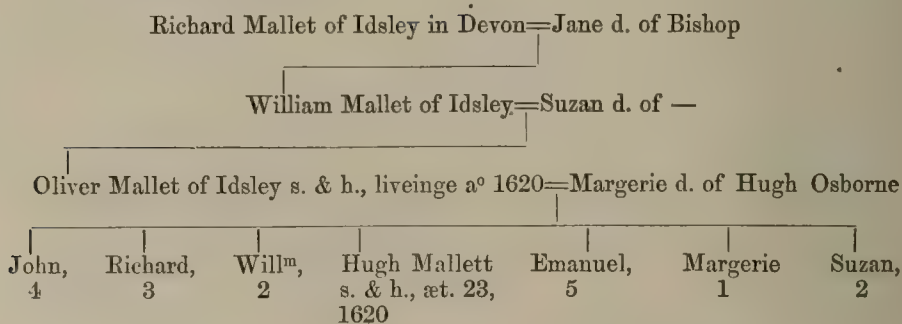 Richard Mallet of Idsley in Devon=Jane d. of Bishop
William Mallet of Idsley=Suzan d. of —
Oliver Mallet of Idsley s. & h., liveinge aº 1620=Margerie d. of Hugh Osborne
John, Richard, Willᵐ, Hugh Mallett Emanuel, Margerie Suzan,
4 3 2 s. & h., æt. 23, 5 1 2
1620